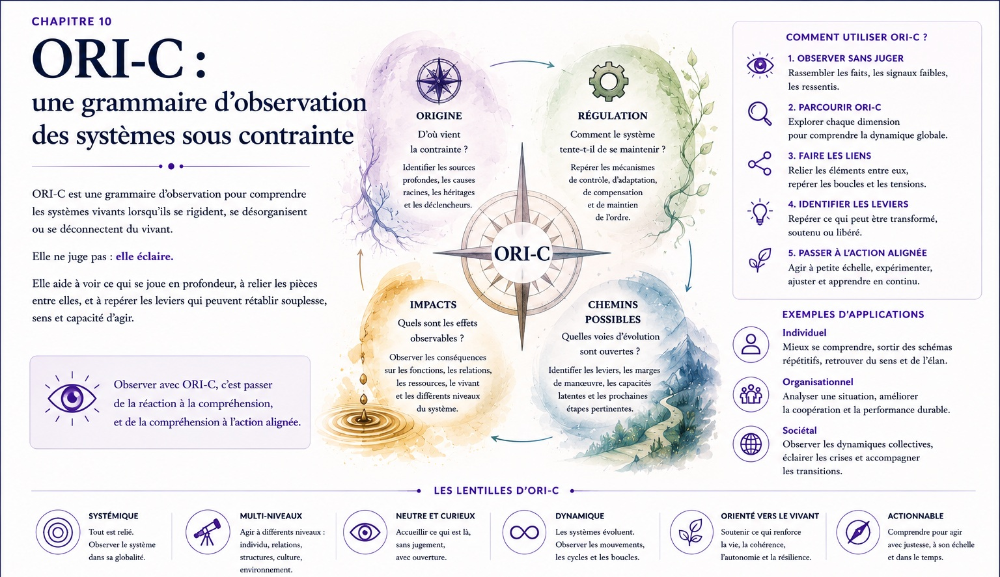 CHAPITRE 10
ORI-C :
une grammaire d’observation
des systèmes sous contrainte
ORI-C est une grammaire d’observation pour comprendre
les systèmes vivants lorsqu’ils se rigident, se désorganisent
ou se déconnectent du vivant.
Elle ne juge pas : elle éclaire.
Elle aide à voir ce qui se joue en profondeur, à relier les pièces
entre elles, et à repérer les leviers qui peuvent rétablir souplesse,
sens et capacité d’agir.
Observer avec ORI-C, c’est passer
de la réaction à la compréhension,
et de la compréhension à l’action alignée.
ORIGINE
D’où vient
la contrainte ?
Identifier les sources
profondes, les causes
racines, les héritages
et les déclencheurs.
RÉGULATION
Comment le système
tente-t-il de se maintenir ?
Repérer les mécanismes
de contrôle, d’adaptation,
de compensation
et de maintien
de l’ordre.
ORI-C
IMPACTS
Quels sont les effets
observables ?
Observer les conséquences
sur les fonctions, les relations,
les ressources, le vivant
et les différents niveaux
du système.
CHEMINS
POSSIBLES
Quelles voies d’évolution
sont ouvertes ?
Identifier les leviers, les marges
de manœuvre, les capacités
latentes et les prochaines
étapes pertinentes.
COMMENT UTILISER ORI-C ?
1. OBSERVER SANS JUGER
Rassembler les faits, les signaux faibles,
les ressentis.
2. PARCOURIR ORI-C
Explorer chaque dimension
pour comprendre la dynamique globale.
3. FAIRE LES LIENS
Relier les éléments entre eux,
repérer les boucles et les tensions.
4. IDENTIFIER LES LEVIERS
Repérer ce qui peut être transformé,
soutenu ou libéré.
5. PASSER À L’ACTION ALIGNÉE
Agir à petite échelle, expérimenter,
ajuster et apprendre en continu.
EXEMPLES D’APPLICATIONS
Individuel
Mieux se comprendre, sortir des schémas
répétitifs, retrouver du sens et de l’élan.
Organisationnel
Analyser une situation, améliorer
la coopération et la performance durable.
Sociétal
Observer les dynamiques collectives,
éclairer les crises et accompagner
les transitions.
LES LENTILLES D’ORI-C
SYSTÉMIQUE
Tout est relié.
Observer le système
dans sa globalité.
MULTI-NIVEAUX
Agir à différents niveaux :
individu, relations,
structures, culture,
environnement.
NEUTRE ET CURIEUX
Accueillir ce qui est là,
sans jugement,
avec ouverture.
DYNAMIQUE
Les systèmes évoluent.
Observer les mouvements,
les cycles et les boucles.
ORIENTÉ VERS LE VIVANT
Soutenir ce qui renforce
la vie, la cohérence,
l’autonomie et la résilience.
ACTIONNABLE
Comprendre pour agir
avec justesse, à son échelle
et dans le temps.